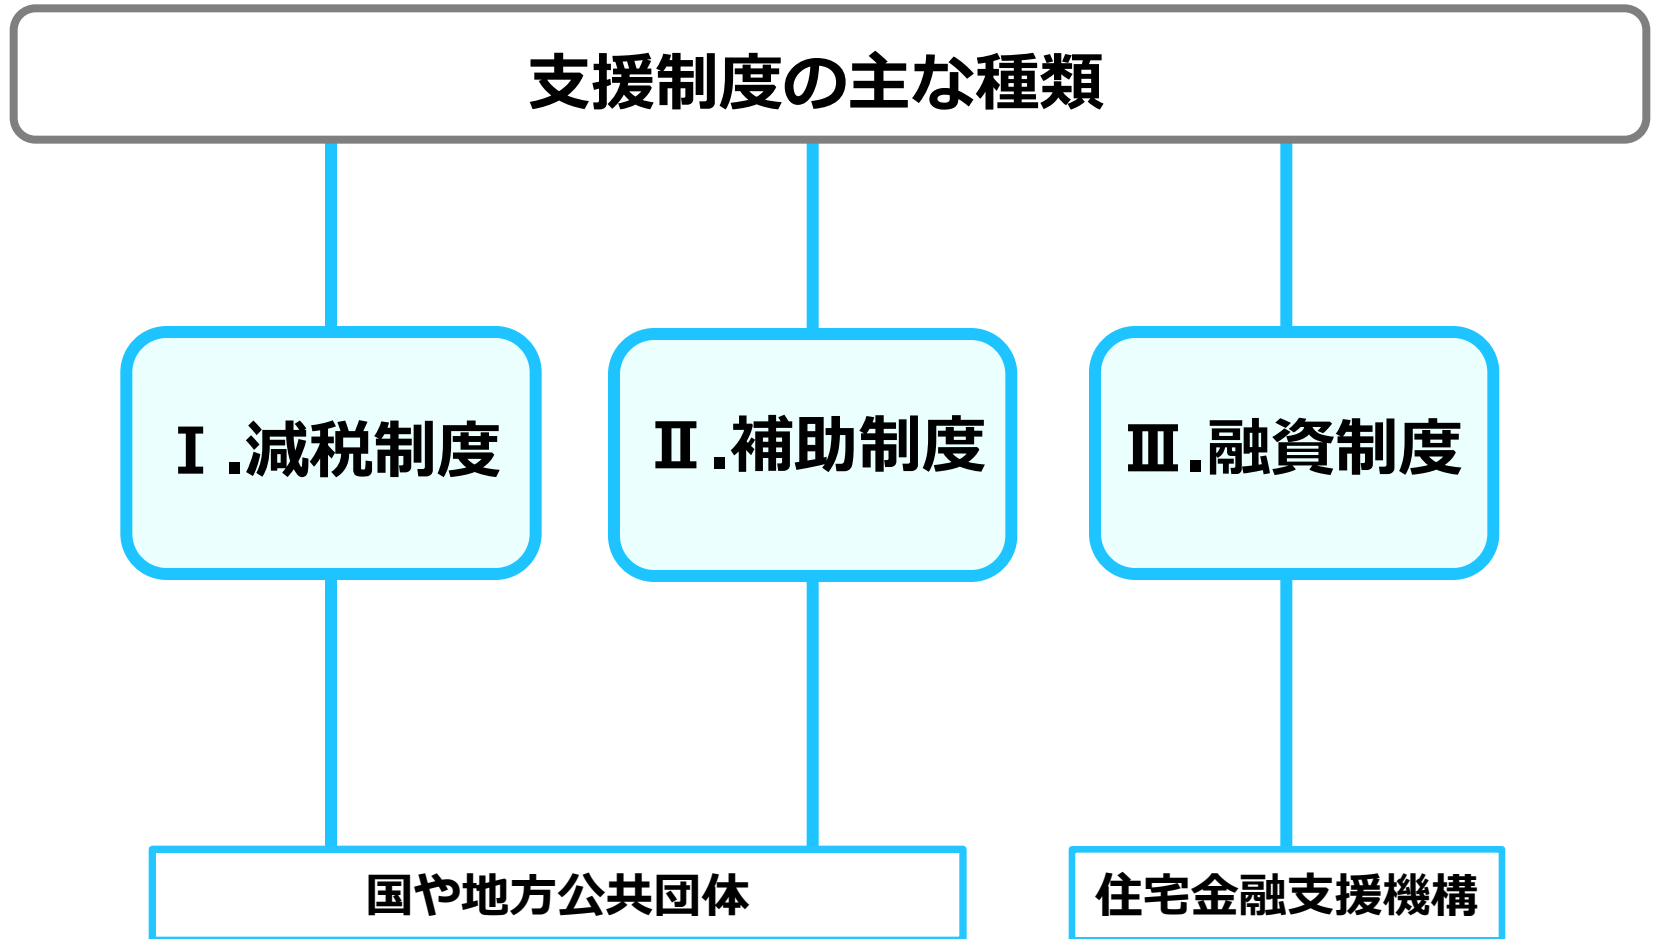 支援制度の主な種類
Ⅰ.減税制度
Ⅱ.補助制度
Ⅲ.融資制度
国や地方公共団体
住宅金融支援機構